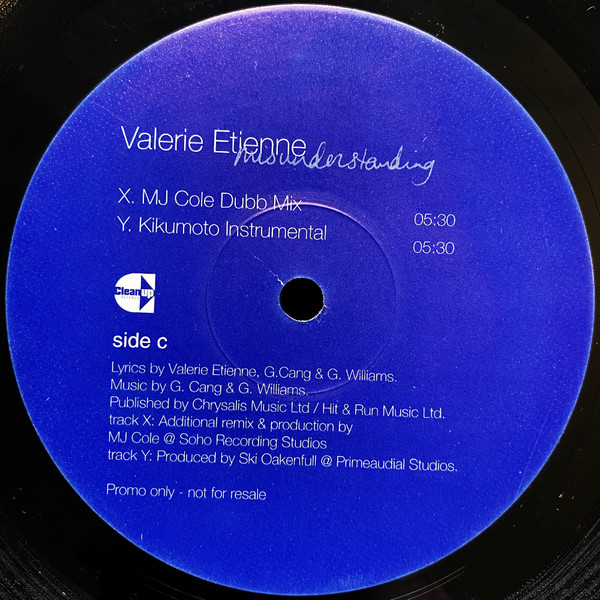 Valerie Etienne
misunderstanding
X. MJ Cole Dubb Mix 05:30
Y. Kikumoto Instrumental 05:30
Cleanup
RECORDS
side c
Lyrics by Valerie Etienne, G.Cang & G. Williams.
Music by G. Cang & G. Williams.
Published by Chrysalis Music Ltd / Hit & Run Music Ltd.
track X: Additional remix & production by
MJ Cole @ Soho Recording Studios
track Y: Produced by Ski Oakenfull @ Primeaudial Studios.
Promo only - not for resale